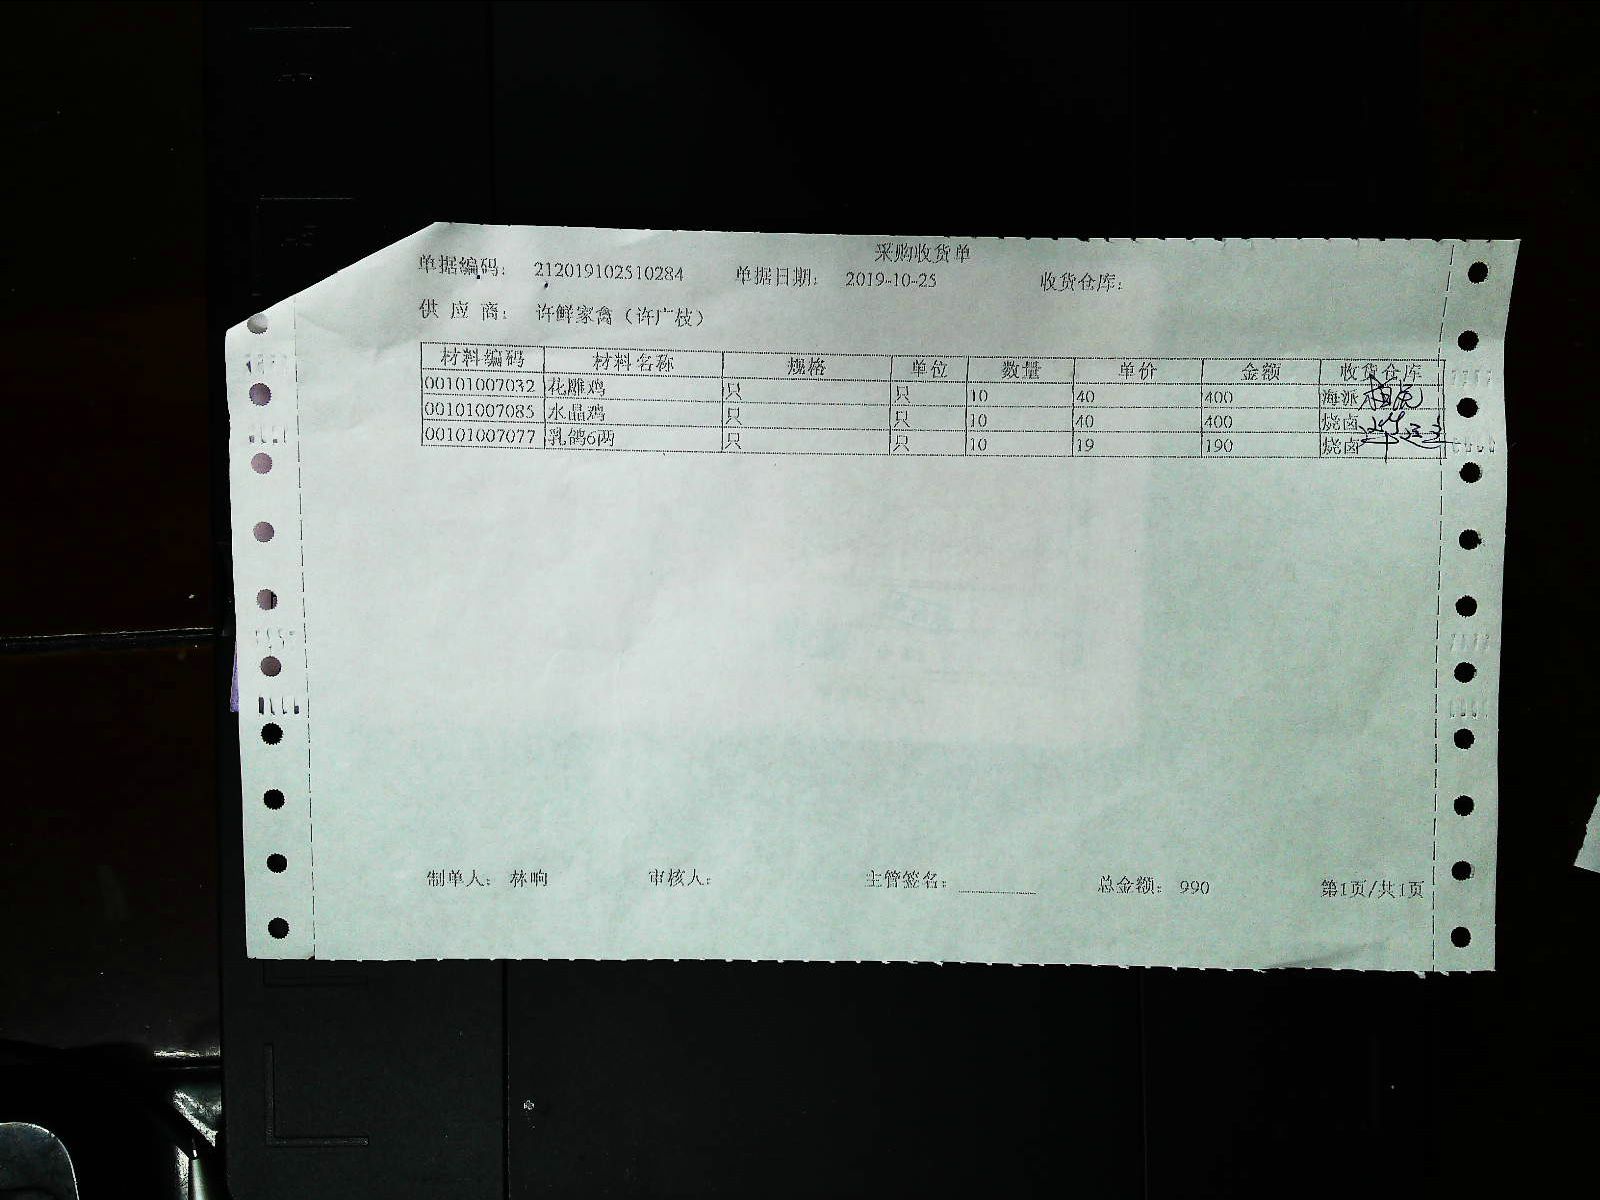 采购收货单
单据编码： 212019102510284 单据日期： 2019-10-25 收货仓库：
供 应 商： 许鲜家禽（许广枝）
材料编码 材料名称 规格 单位 数量 单价 金额 收货仓库
00101007032 花雕鸡 只 只 10 40 400 海派
00101007085 水晶鸡 只 只 10 40 400 烧卤
00101007077 乳鸽6两 只 只 10 19 190 烧卤
制单人： 林响 审核人： 主管签名： 总金额： 990 第1页/共1页